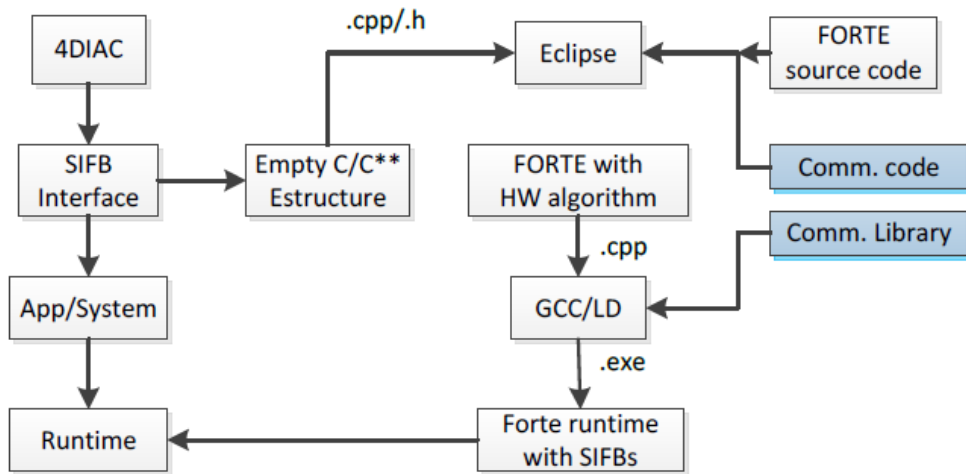 .cpp/.h
4DIAC
Eclipse
FORTE
source code
SIFB
Interface
Empty C/C**
Estructure
FORTE with
HW algorithm
Comm. code
Comm. Library
.cpp
App/System
GCC/LD
.exe
Runtime
Forte runtime
with SIFBs